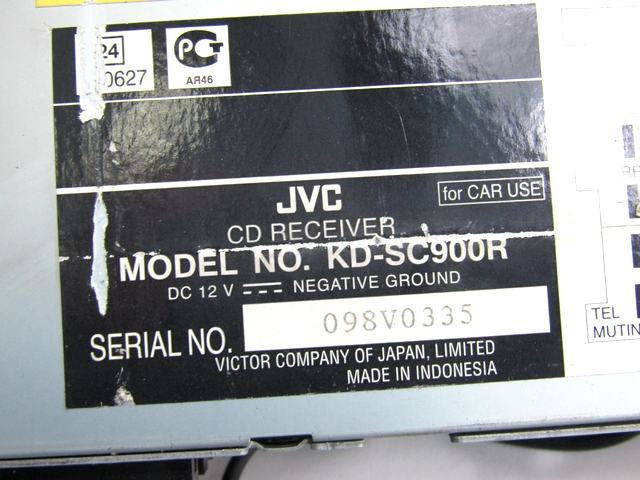 24
0627
PCT
АЯ46
JVC
for CAR USE
CD RECEIVER
MODEL NO. KD-SC900R
DC 12 V NEGATIVE GROUND
SERIAL NO. 098V0335
VICTOR COMPANY OF JAPAN, LIMITED
MADE IN INDONESIA
TEL
MUTIN